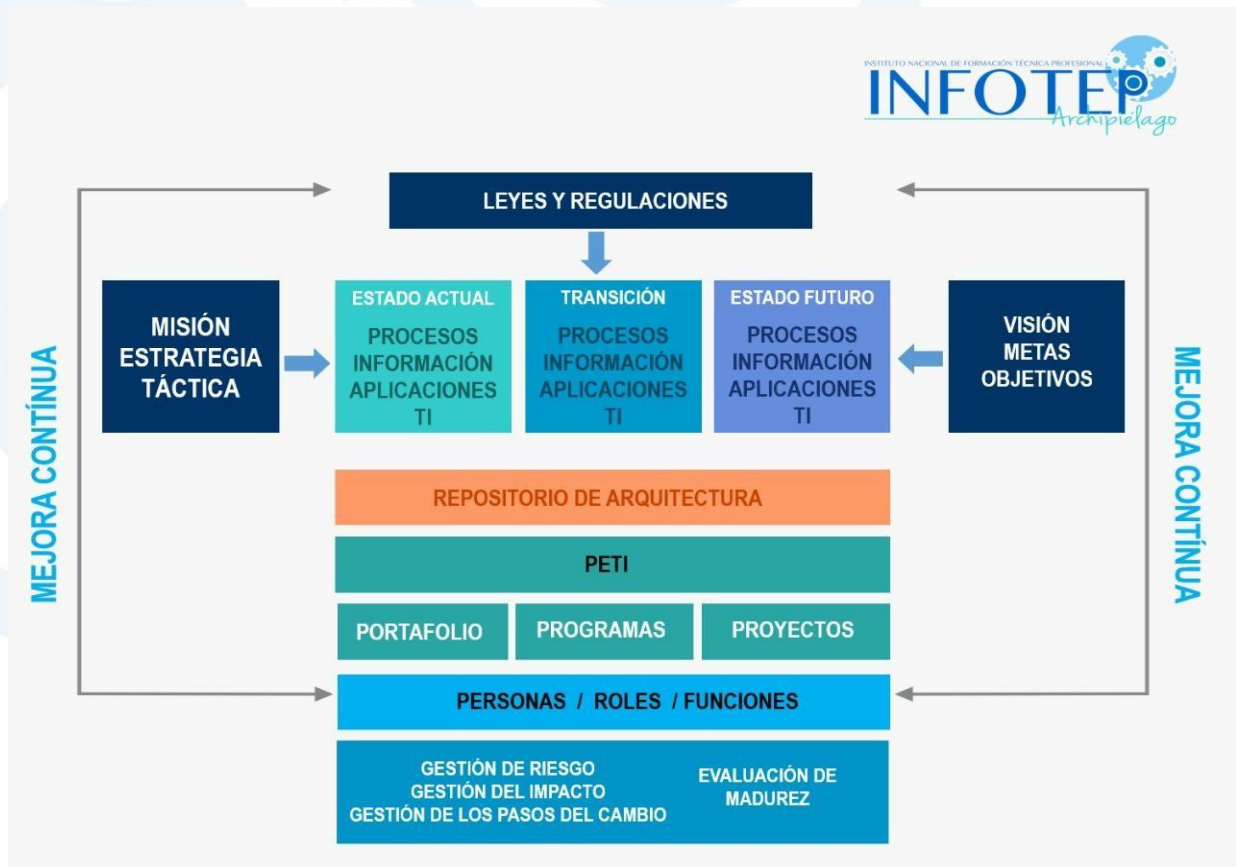 INSTITUTO NACIONAL DE FORMACIÓN TÉCNICA PROFESIONAL
INFOTEP
Archipiélago
LEYES Y REGULACIONES
MISIÓN
ESTRATEGIA
TÁCTICA
ESTADO ACTUAL
PROCESOS
INFORMACIÓN
APLICACIONES
TI
TRANSICIÓN
PROCESOS
INFORMACIÓN
APLICACIONES
TI
ESTADO FUTURO
PROCESOS
INFORMACIÓN
APLICACIONES
TI
VISIÓN
METAS
OBJETIVOS
MEJORA CONTÍNUA
MEJORA CONTÍNUA
REPOSITORIO DE ARQUITECTURA
PETI
PORTAFOLIO
PROGRAMAS
PROYECTOS
PERSONAS / ROLES / FUNCIONES
GESTIÓN DE RIESGO
GESTIÓN DEL IMPACTO
GESTIÓN DE LOS PASOS DEL CAMBIO
EVALUACIÓN DE
MADUREZ